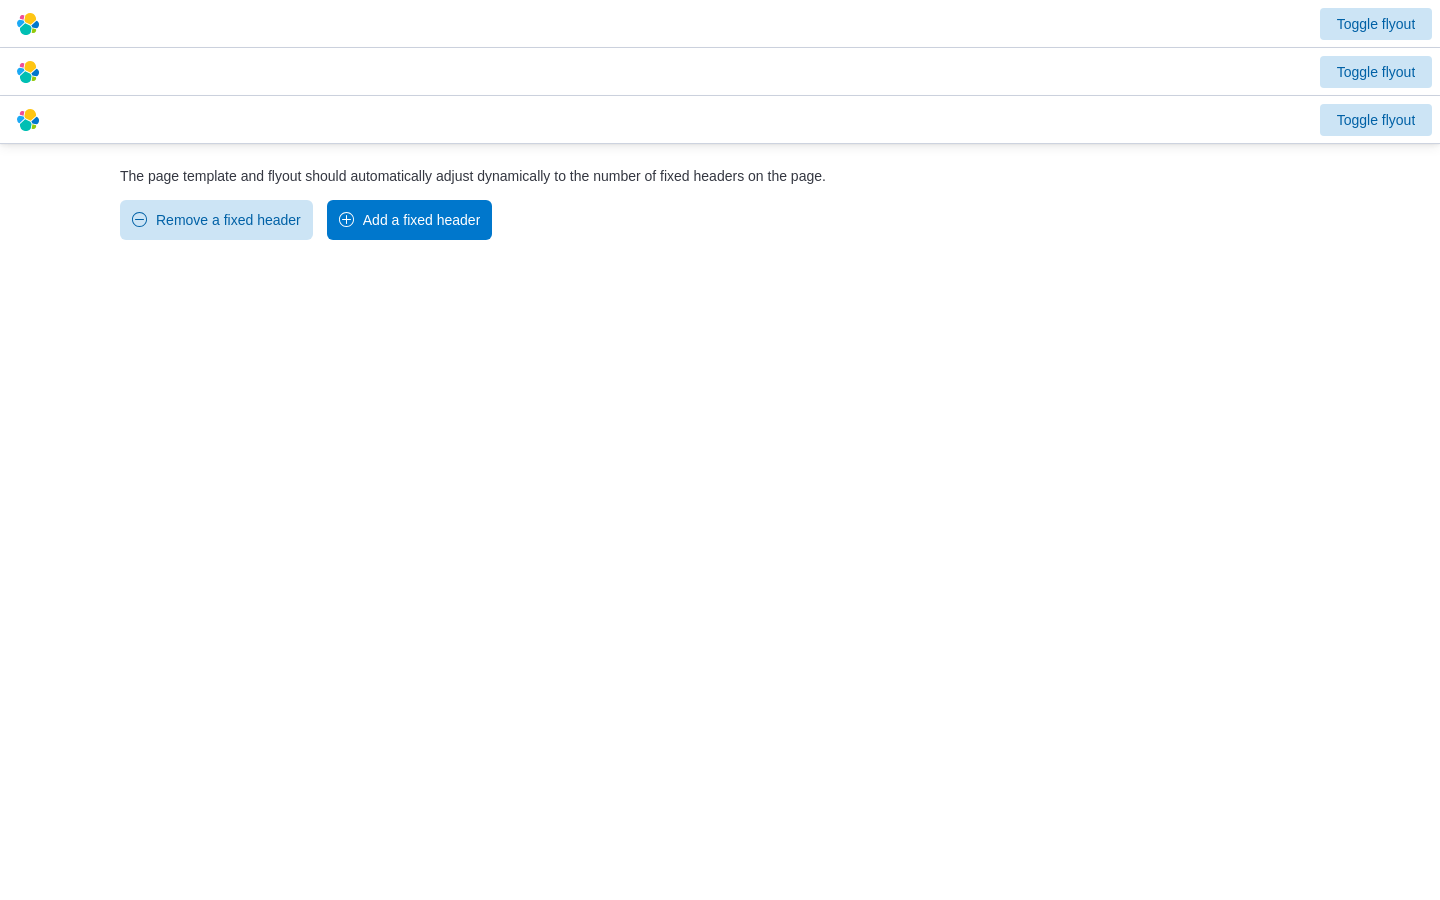 Toggle flyout
Toggle flyout
Toggle flyout
The page template and flyout should automatically adjust dynamically to the number of fixed headers on the page.
Remove a fixed header
Add a fixed header